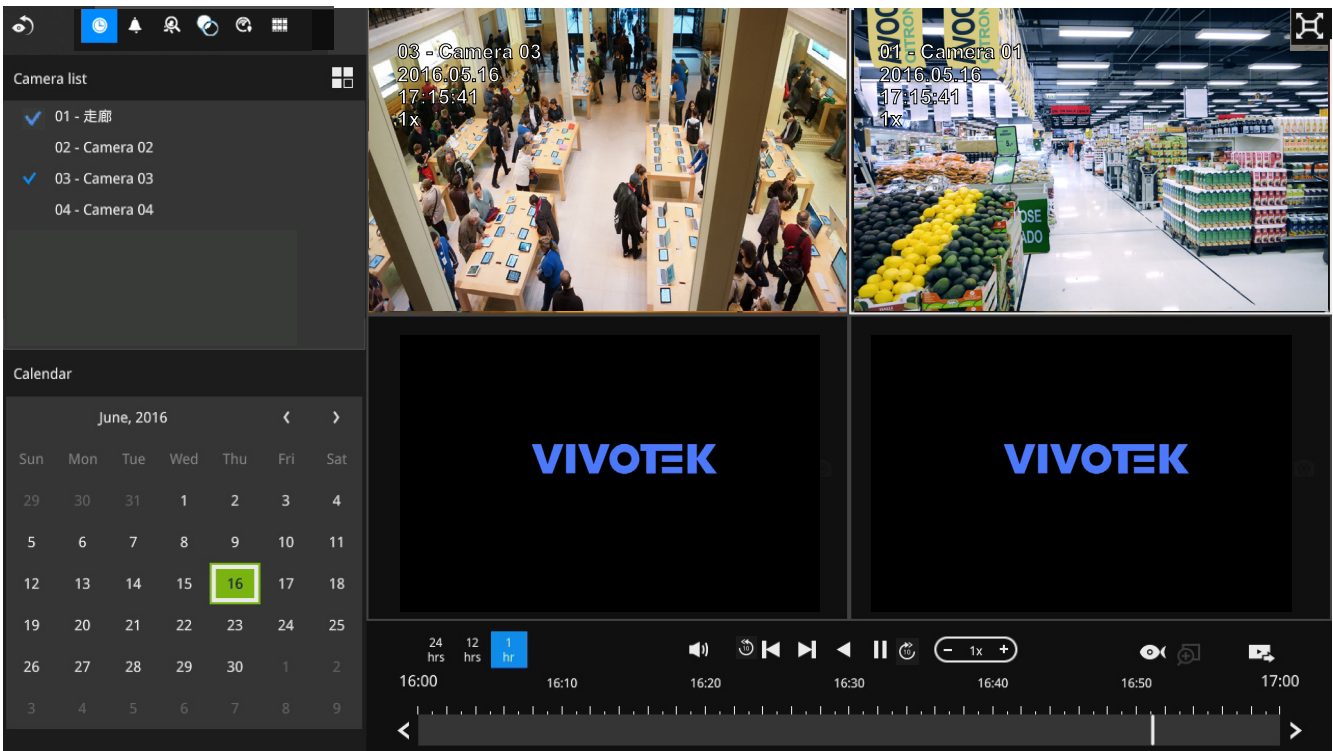 Camera list
01 - 走廊
02 - Camera 02
03 - Camera 03
04 - Camera 04
Calendar
June, 2016
Sun Mon Tue Wed Thu Fri Sat
29 30 31 1 2 3 4
5 6 7 8 9 10 11
12 13 14 15 16 17 18
19 20 21 22 23 24 25
26 27 28 29 30 1 2
3 4 5 6 7 8 9
03 - Camera 03
2016.05.16
17:15:41
1x
01 - Camera 01
2016.05.16
17:15:41
1x
VIVOTEK
VIVOTEK
24 hrs
12 hrs
1 hr
10
10
− 1x +
16:00 16:10 16:20 16:30 16:40 16:50 17:00